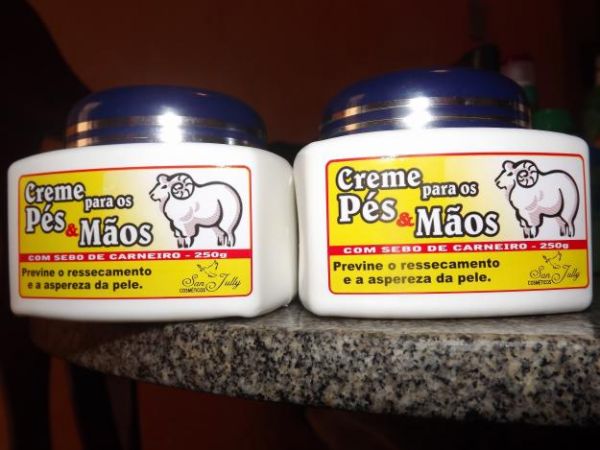 Creme
para os
Pés & Mãos
COM SEBO DE CARNEIRO - 250g
Previne o ressecamento
e a aspereza da pele.
San Jully
COSMÉTICOS
Creme
para os
Pés & Mãos
COM SEBO DE CARNEIRO - 250g
Previne o ressecamento
e a aspereza da pele.
San Jully
COSMÉTICOS